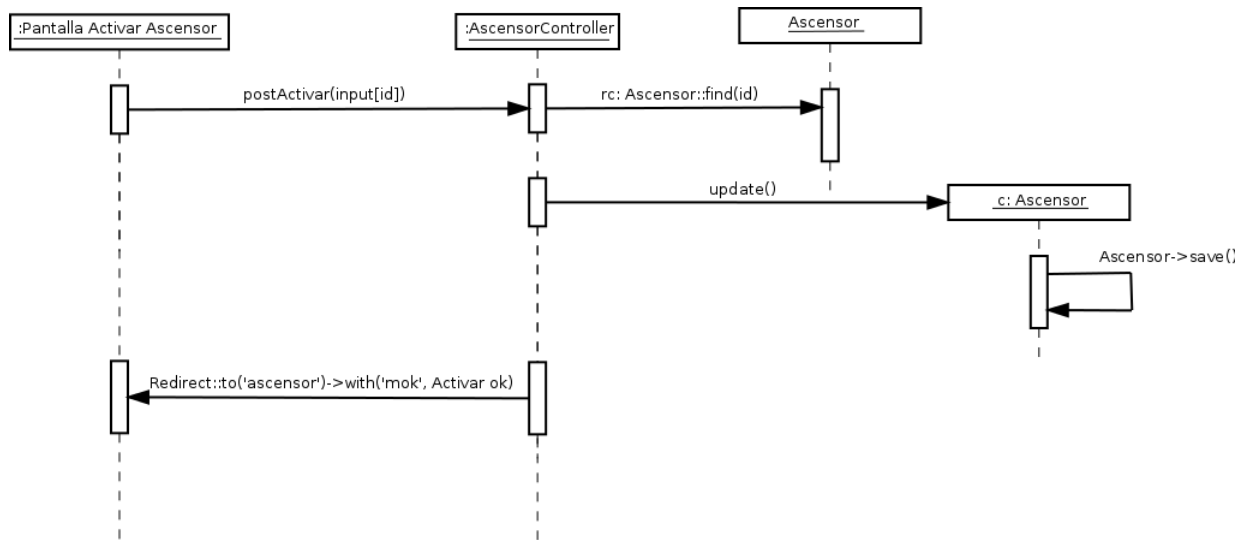 :Pantalla Activar Ascensor
:AscensorController
Ascensor
postActivar(input[id])
rc: Ascensor::find(id)
update()
c: Ascensor
Ascensor->save()
Redirect::to('ascensor')->with('mok', Activar ok)